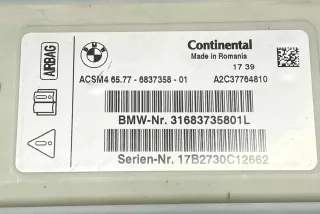 AIRBAG
BMW
Continental
Made in Romania
17 39
ACSM4 65.77 - 6837358 - 01
A2C37764810
BMW-Nr. 31683735801L
Serien-Nr. 17B2730C12662